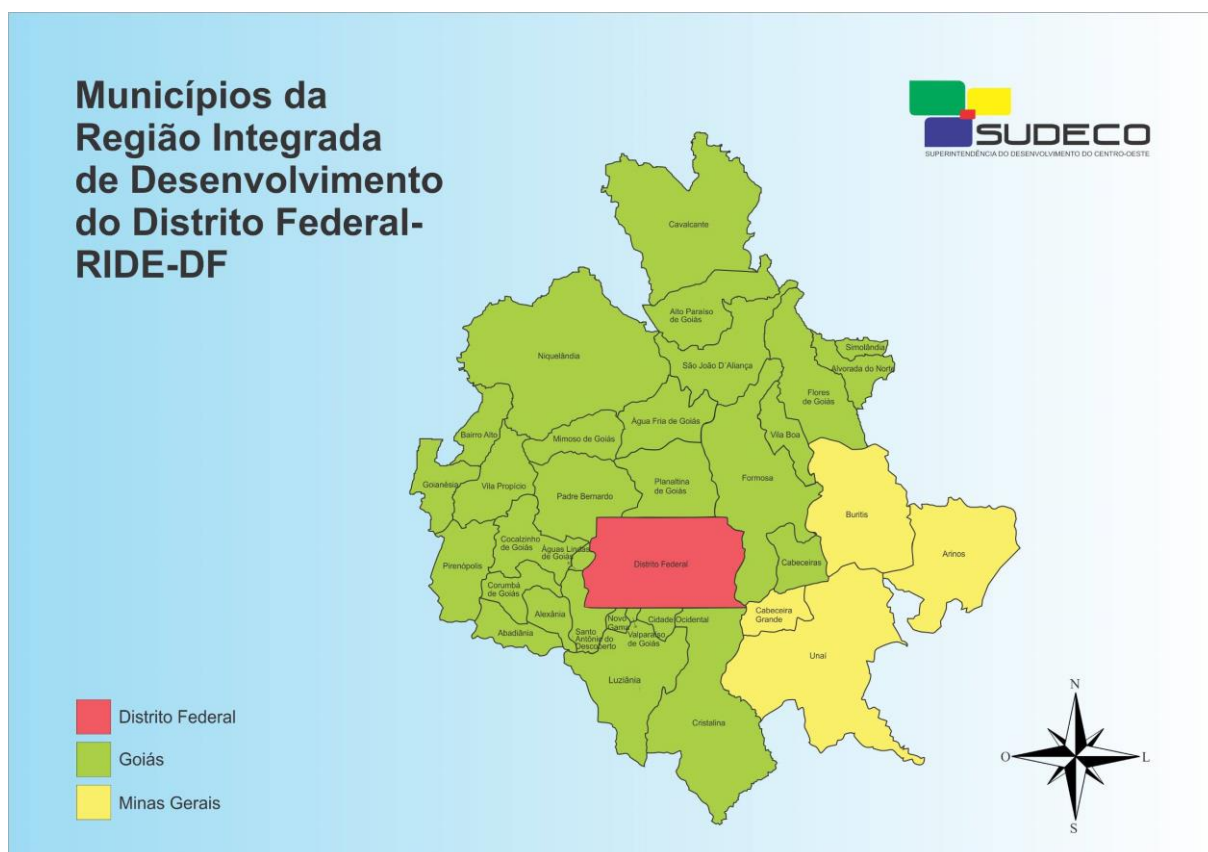 Municípios da
Região Integrada
de Desenvolvimento
do Distrito Federal-
RIDE-DF
SUDECO
SUPERINTENDÊNCIA DO DESENVOLVIMENTO DO CENTRO-OESTE
Cavalcante
Alto Paraíso
de Goiás
Niquelândia
São João D´Aliança
Simolândia
Alvorada do Norte
Flores
de Goiás
Água Fria de Goiás
Bairro Alto
Mimoso de Goiás
Vila Boa
Goianésia
Vila Propício
Padre Bernardo
Planaltina
de Goiás
Formosa
Buritis
Arinos
Cocalzinho
de Goiás
Águas Lindas
de Goiás
Pirenópolis
Distrito Federal
Cabeceiras
Corumbá
de Goiás
Alexânia
Abadiânia
Santo
Antônio do
Descoberto
Novo
Gama
Cidade Ocidental
Valparaíso
de Goiás
Cabeceira
Grande
Unaí
Luziânia
Cristalina
Distrito Federal
Goiás
Minas Gerais
N
O
L
S